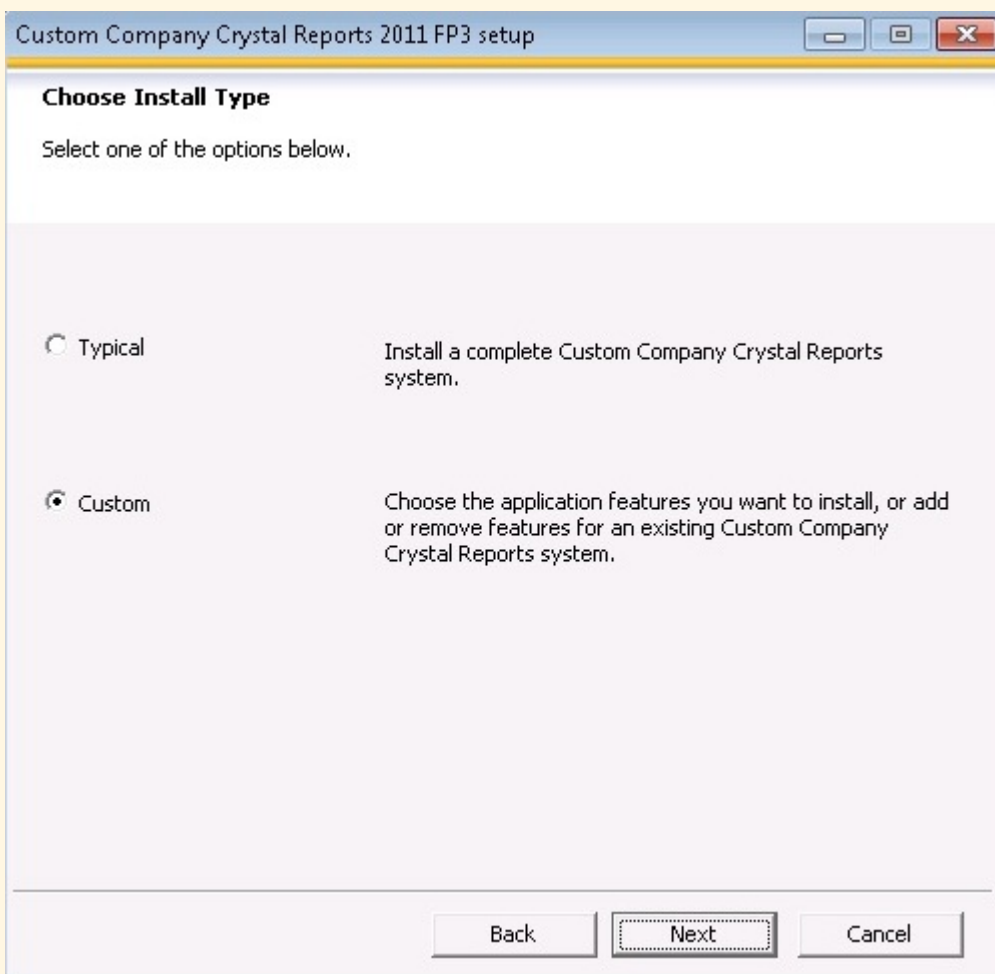 Custom Company Crystal Reports 2011 FP3 setup
Choose Install Type
Select one of the options below.
Typical
Install a complete Custom Company Crystal Reports
system.
Custom
Choose the application features you want to install, or add
or remove features for an existing Custom Company
Crystal Reports system.
Back
Next
Cancel